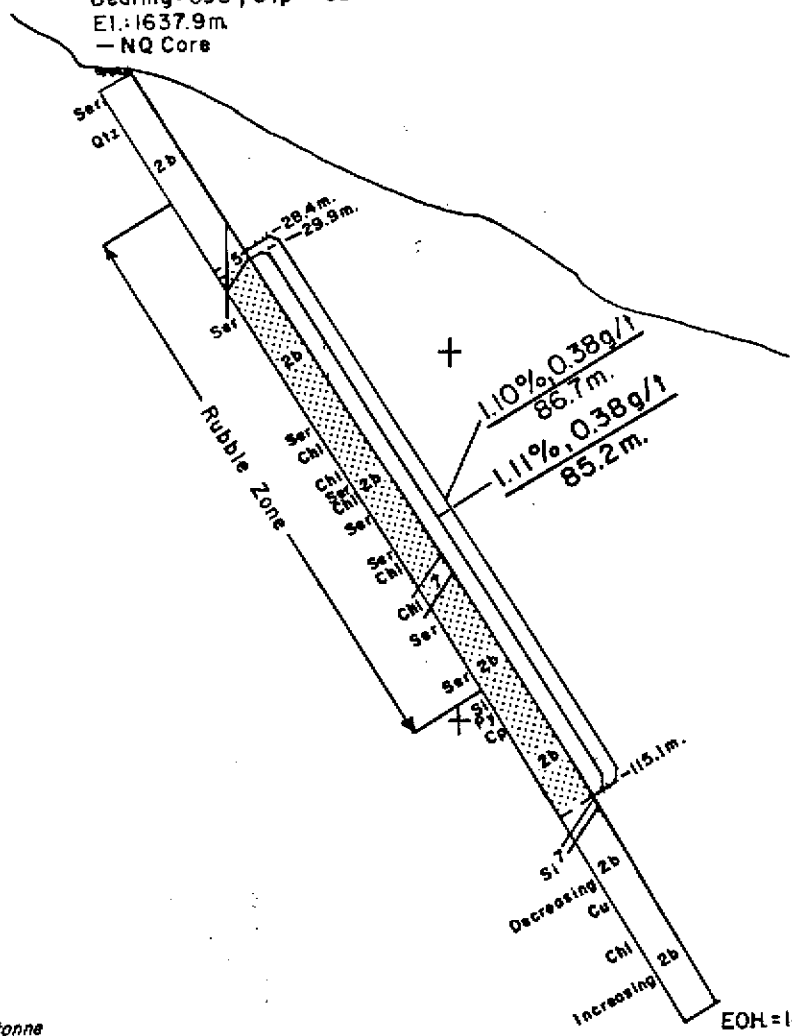 El.: 1637.9m.
— NQ Core
Ser
Qtz
2b
28.4m.
29.9m.
5
Ser
2b
1.10%, 0.38g/t
86.7m.
1.11%, 0.38g/t
85.2m.
Rubble Zone
Ser
Chl
Chl
2b
Ser
Chl
Ser
Ser
Chl
Chl
7
Ser
2b
Ser
Si
Py
Cp
2b
115.1m.
Si
7
2b
Decreasing
Cu
Chl
2b
Increasing
EOH.=1